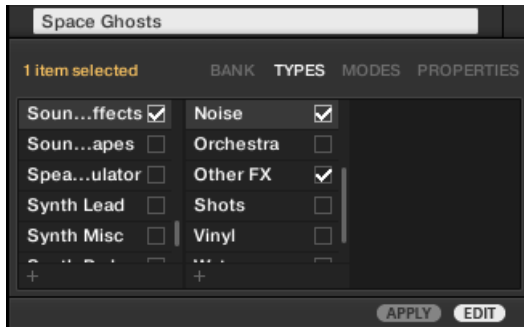 Space Ghosts
1 item selected BANK TYPES MODES PROPERTIES
Soun...ffects Noise
Soun...apes Orchestra
Spea...ulator Other FX
Synth Lead Shots
Synth Misc Vinyl
+ +
APPLY EDIT